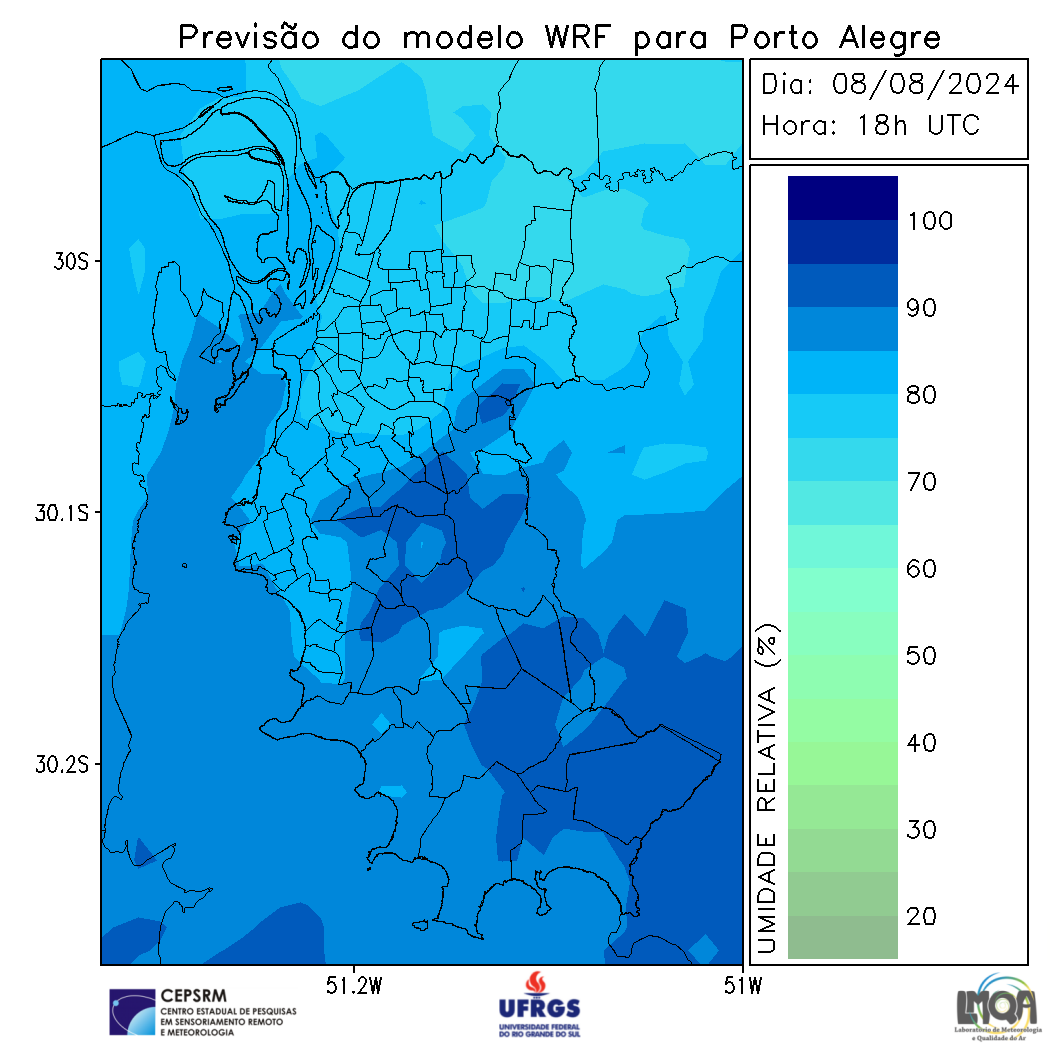 Previsão do modelo WRF para Porto Alegre
Dia: 08/08/2024
Hora: 18h UTC
100
90
80
70
60
50
40
30
20
UMIDADE RELATIVA (%)
30S
30.1S
30.2S
51.2W
51W
CEPSRM
CENTRO ESTADUAL DE PESQUISAS
EM SENSORIAMENTO REMOTO
E METEOROLOGIA
UFRGS
UNIVERSIDADE FEDERAL
DO RIO GRANDE DO SUL
LMQA
Laboratório de Meteorologia
e Qualidade do Ar